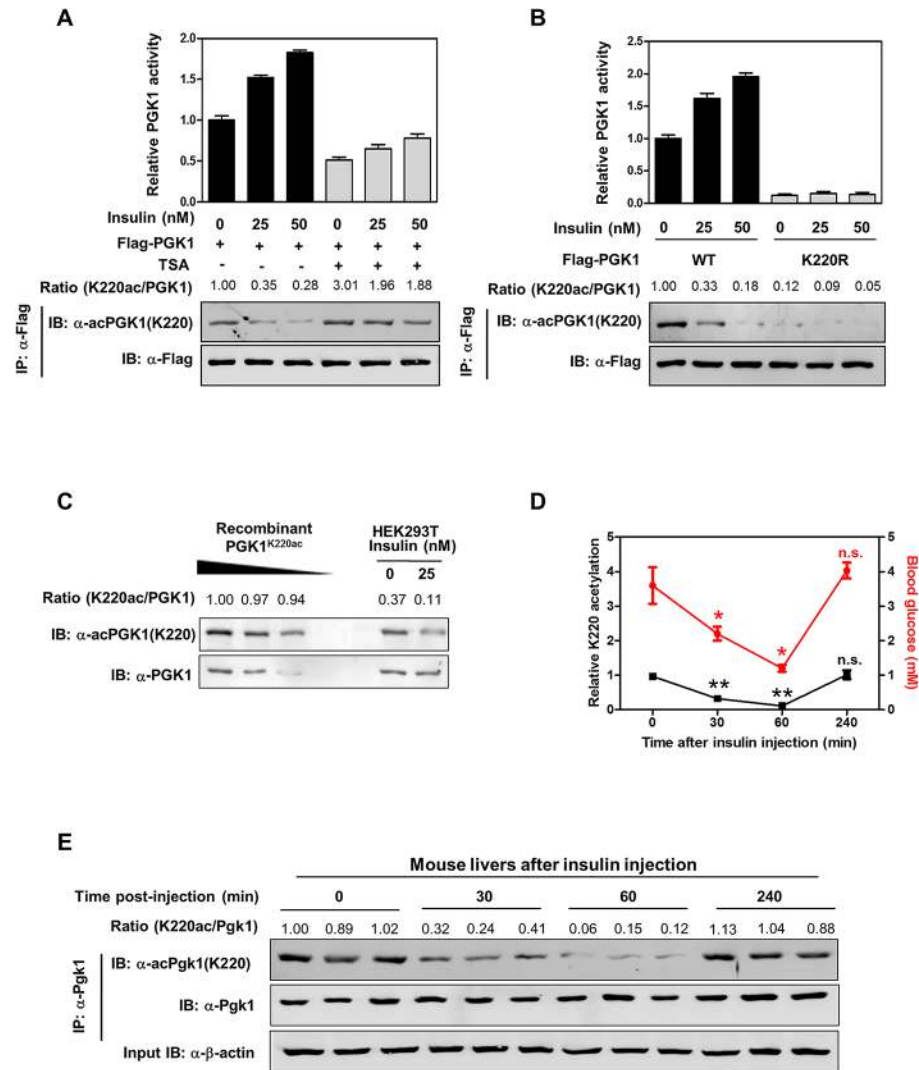 A
Relative PGK1 activity
2.0
1.5
1.0
0.5
0.0
Insulin (nM) 0 25 50 0 25 50
Flag-PGK1 + + + + + +
TSA - - - + + +
Ratio (K220ac/PGK1) 1.00 0.35 0.28 3.01 1.96 1.88
IP: α-Flag
IB: α-acPGK1(K220)
IB: α-Flag
B
Relative PGK1 activity
2.5
2.0
1.5
1.0
0.5
0.0
Insulin (nM) 0 25 50 0 25 50
Flag-PGK1 WT K220R
Ratio (K220ac/PGK1) 1.00 0.33 0.18 0.12 0.09 0.05
IP: α-Flag
IB: α-acPGK1(K220)
IB: α-Flag
C
Recombinant
PGK1K220ac
HEK293T
Insulin (nM)
0 25
Ratio (K220ac/PGK1) 1.00 0.97 0.94 0.37 0.11
IB: α-acPGK1(K220)
IB: α-PGK1
D
Relative K220 acetylation
5
4
3
2
1
0
Blood glucose (mM)
5
4
3
2
1
0
* * n.s.
** ** n.s.
0 30 60 240
Time after insulin injection (min)
E
Mouse livers after insulin injection
Time post-injection (min) 0 30 60 240
Ratio (K220ac/Pgk1) 1.00 0.89 1.02 0.32 0.24 0.41 0.06 0.15 0.12 1.13 1.04 0.88
IP: α-Pgk1
IB: α-acPgk1(K220)
IB: α-Pgk1
Input IB: α-β-actin